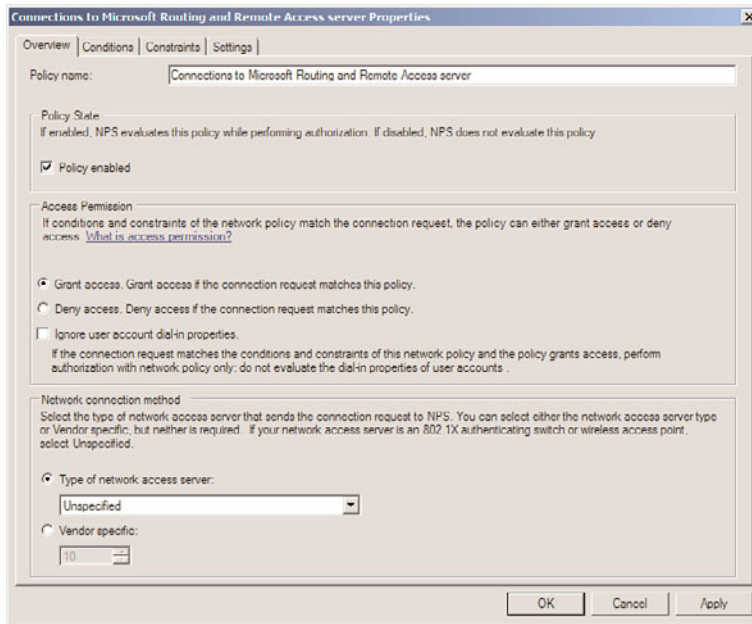 Connections to Microsoft Routing and Remote Access server Properties
Overview Conditions Constraints Settings
Policy name: Connections to Microsoft Routing and Remote Access server
Policy State
If enabled, NPS evaluates this policy while performing authorization. If disabled, NPS does not evaluate this policy
Policy enabled
Access Permission
If conditions and constraints of the network policy match the connection request, the policy can either grant access or deny
access. What is access permission?
Grant access. Grant access if the connection request matches this policy.
Deny access. Deny access if the connection request matches this policy.
Ignore user account dial-in properties.
If the connection request matches the conditions and constraints of this network policy and the policy grants access, perform
authorization with network policy only: do not evaluate the dial-in properties of user accounts .
Network connection method
Select the type of network access server that sends the connection request to NPS. You can select either the network access server type
or Vendor specific, but neither is required. If your network access server is an 802.1X authenticating switch or wireless access point,
select Unspecified.
Type of network access server:
Unspecified
Vendor specific:
10
OK Cancel Apply